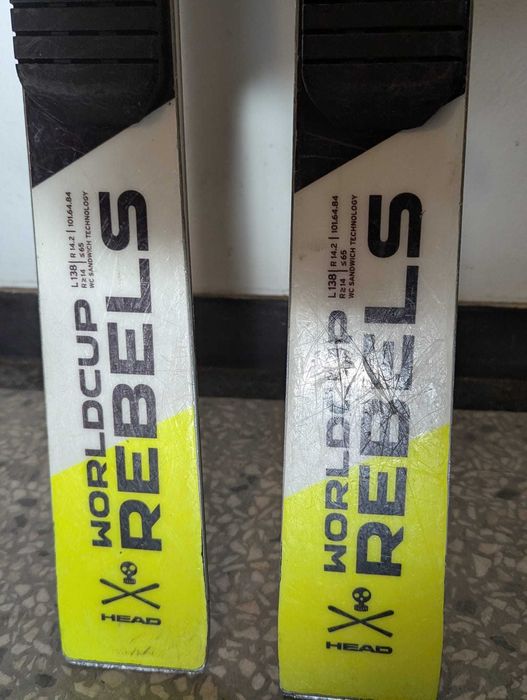 L 138 | R 14.2 | 101.64.84
R≥14 | ≤65
WC SANDWICH TECHNOLOGY
WORLDCUP
REBELS
HEAD
L 138 | R 14.2 | 101.64.84
R≥14 | ≤65
WC SANDWICH TECHNOLOGY
WORLDCUP
REBELS
HEAD